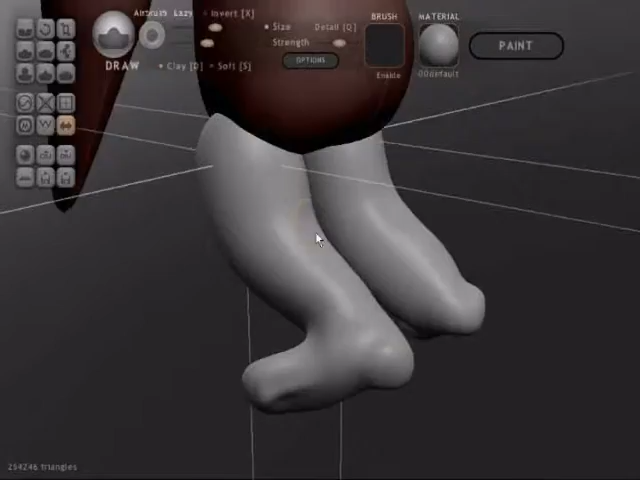 Airbrush Lazy Invert [X]
DRAW
Clay [D] Soft [S]
Size Detail [Q]
Strength
OPTIONS
BRUSH
Enable
MATERIAL
00default
PAINT
254246 triangles